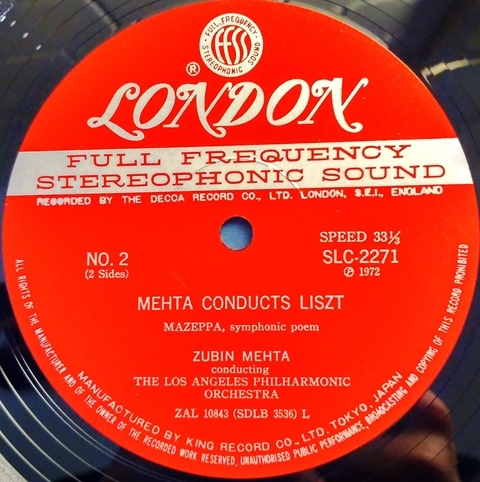 FULL FREQUENCY
STEREOPHONIC SOUND
FFSS
®
LONDON
FULL FREQUENCY
STEREOPHONIC SOUND
RECORDED BY THE DECCA RECORD CO., LTD. LONDON, S.E.I., ENGLAND
SPEED 33⅓
NO. 2
SLC-2271
(2 Sides)
Ⓟ 1972
MEHTA CONDUCTS LISZT
MAZEPPA, symphonic poem
ZUBIN MEHTA
conducting
THE LOS ANGELES PHILHARMONIC
ORCHESTRA
ZAL 10843 (SDLB 3536) L
MANUFACTURED BY KING RECORD CO., LTD. TOKYO, JAPAN
ALL RIGHTS OF THE MANUFACTURER AND OF THE OWNER OF THE RECORDED WORK RESERVED. UNAUTHORISED PUBLIC PERFORMANCE, BROADCASTING AND COPYING OF THIS RECORD PROHIBITED